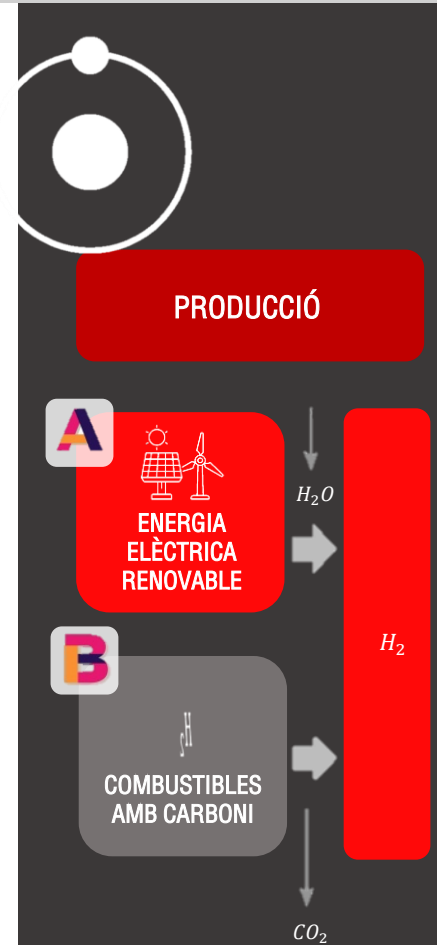 PRODUCCIÓ
A
ENERGIA
ELÈCTRICA
RENOVABLE
H₂O
H₂
B
COMBUSTIBLES
AMB CARBONI
CO₂